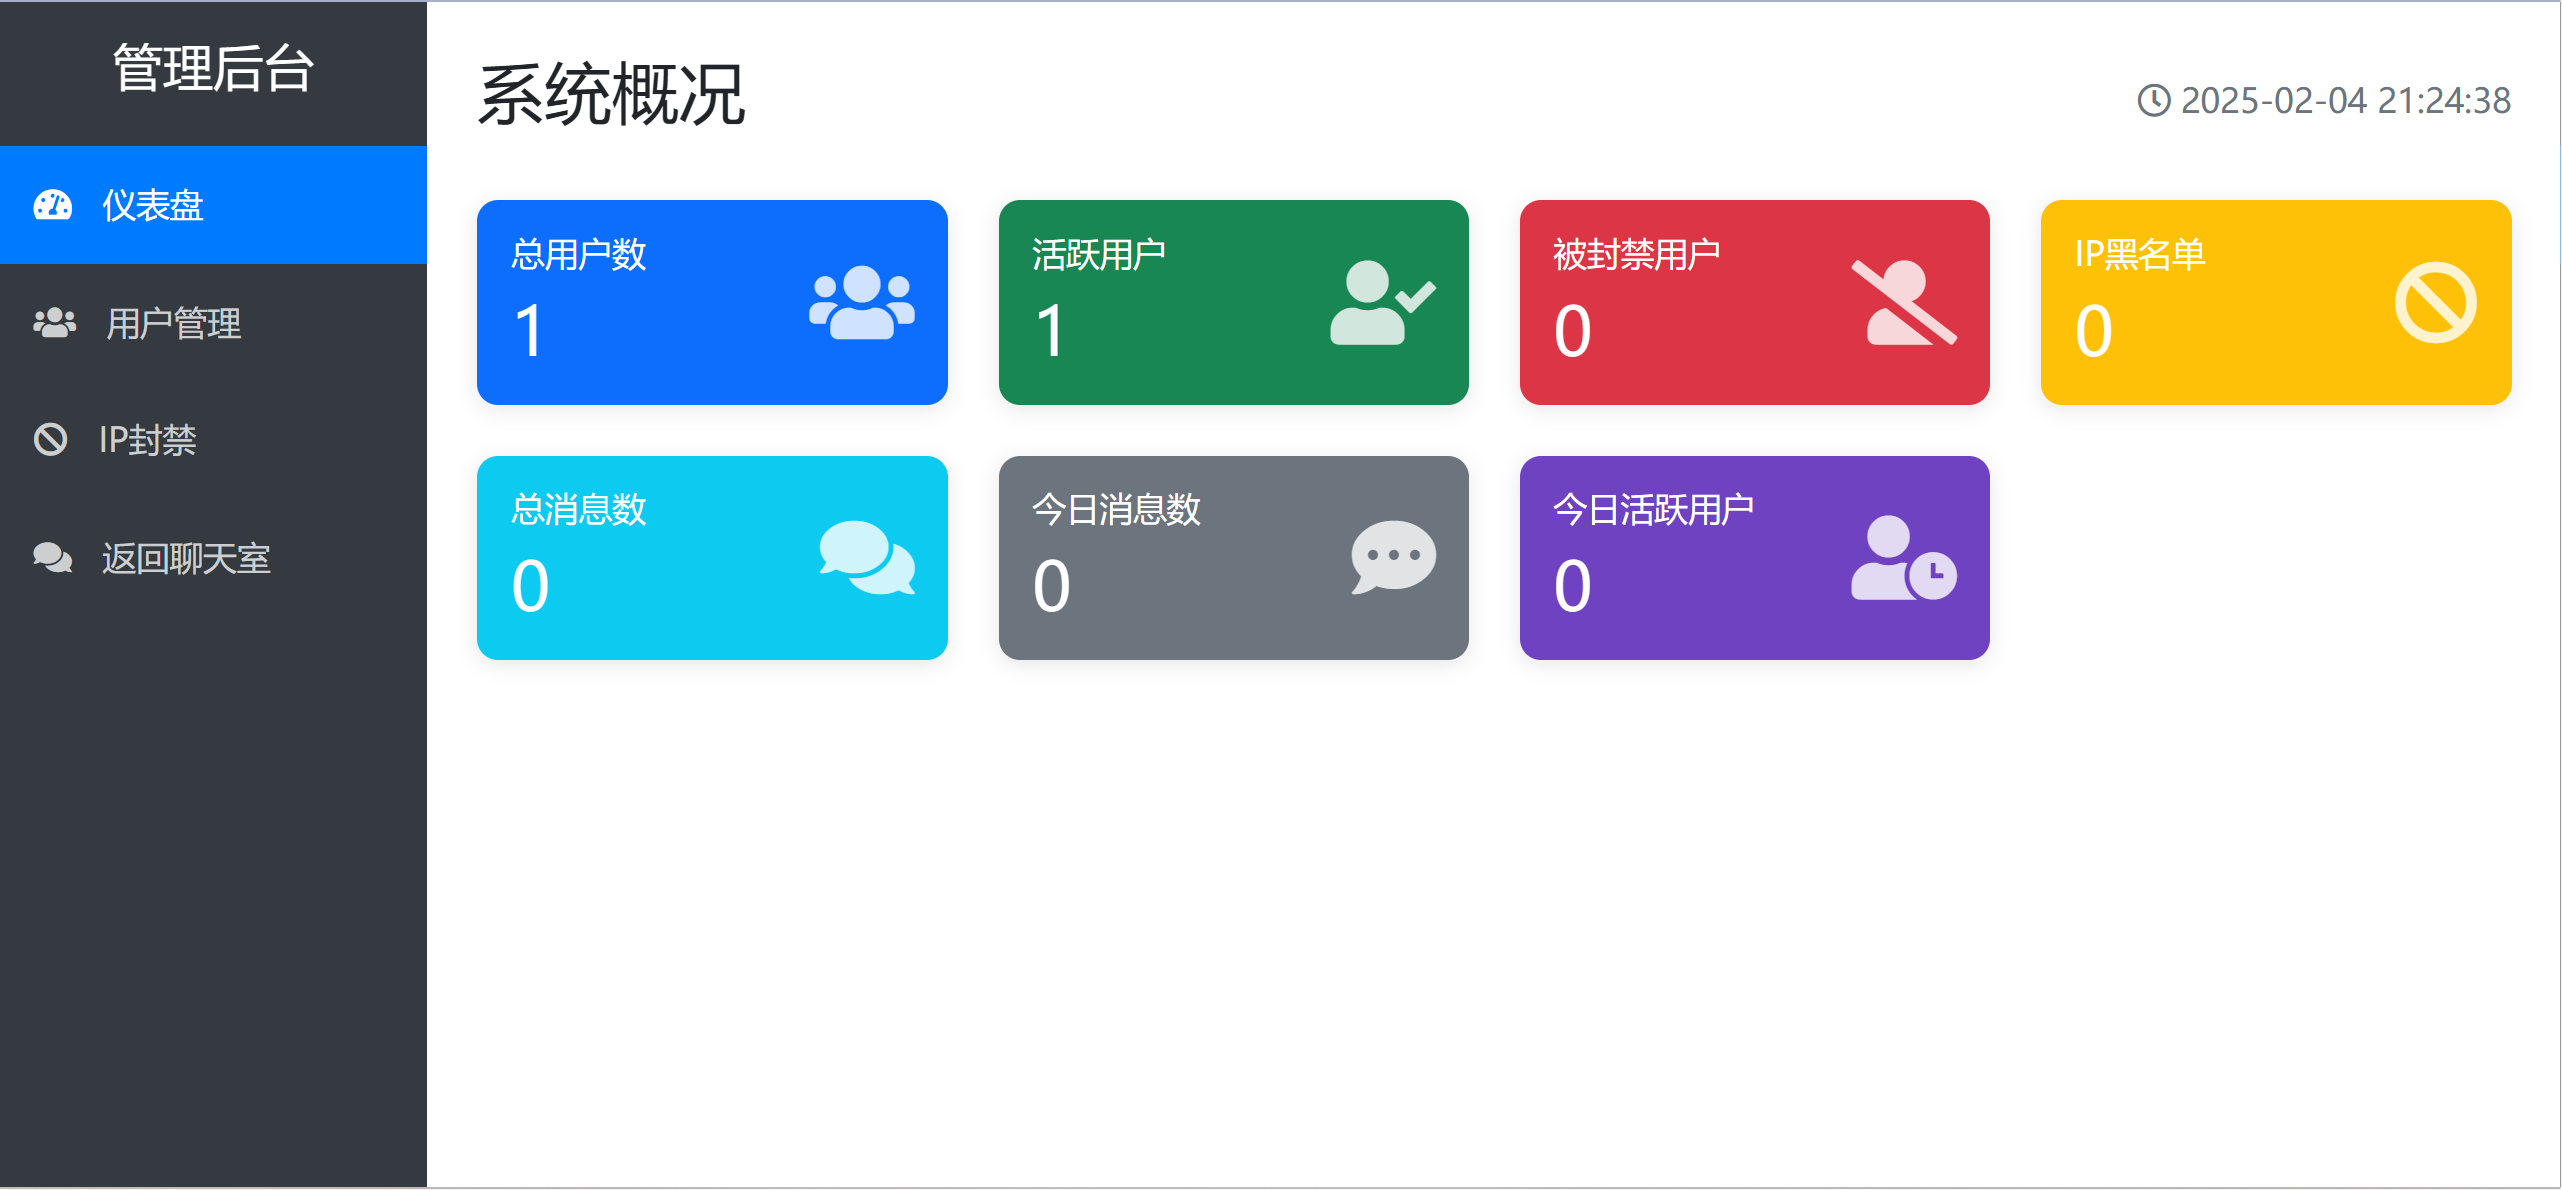 管理后台
仪表盘
用户管理
IP封禁
返回聊天室
系统概况
2025-02-04 21:24:38
总用户数
1
活跃用户
1
被封禁用户
0
IP黑名单
0
总消息数
0
今日消息数
0
今日活跃用户
0